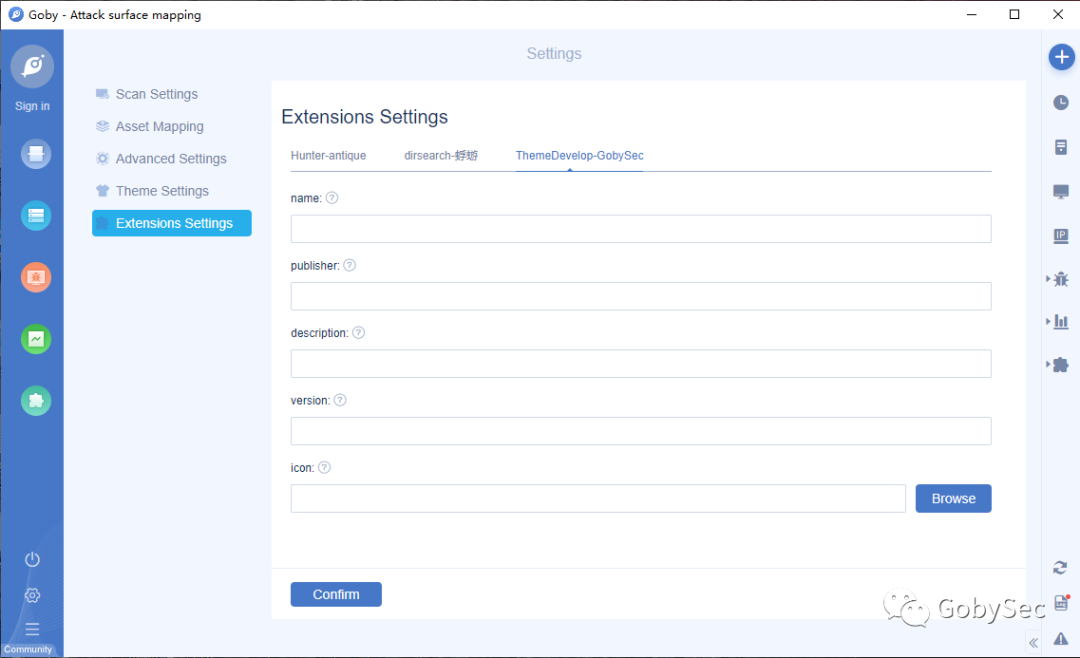 Goby - Attack surface mapping
Settings
Sign in
Scan Settings
Asset Mapping
Advanced Settings
Theme Settings
Extensions Settings
Extensions Settings
Hunter-antique dirsearch-蜉蝣 ThemeDevelop-GobySec
name: ?
publisher: ?
description: ?
version: ?
icon: ?
Browse
Confirm
IP
GobySec
Community